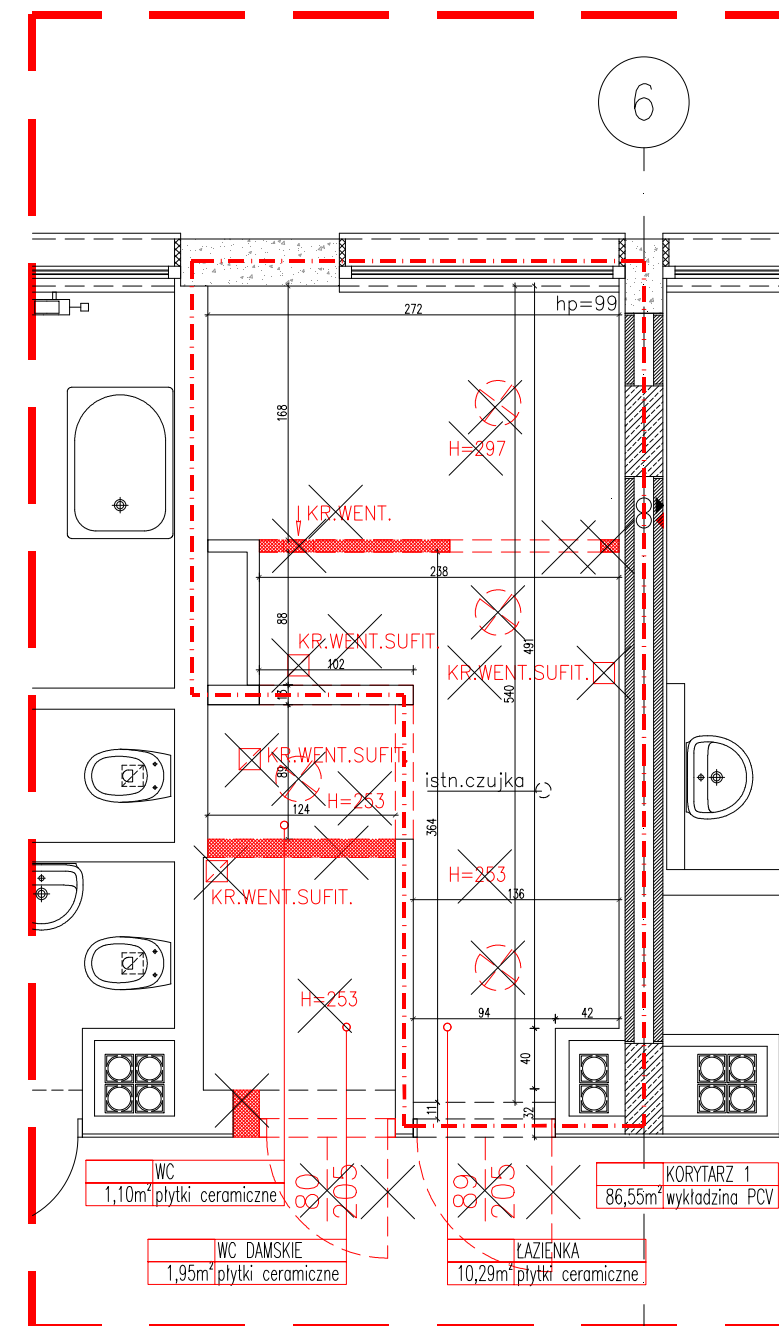 6
272
hp=99
168
H=297
KR.WENT.
238
88
KR.WENT.SUFIT.
102
KR.WENT.SUFIT.
491
540
13
KR.WENT.SUFIT.
89
istn.czujka
H=253
124
364
H=253
136
KR.WENT.SUFIT.
H=253
94
42
40
11
32
80
205
89
205
WC
1,10m² płytki ceramiczne
KORYTARZ 1
86,55m² wykładzina PCV
WC DAMSKIE
1,95m² płytki ceramiczne
ŁAZIENKA
10,29m² płytki ceramiczne